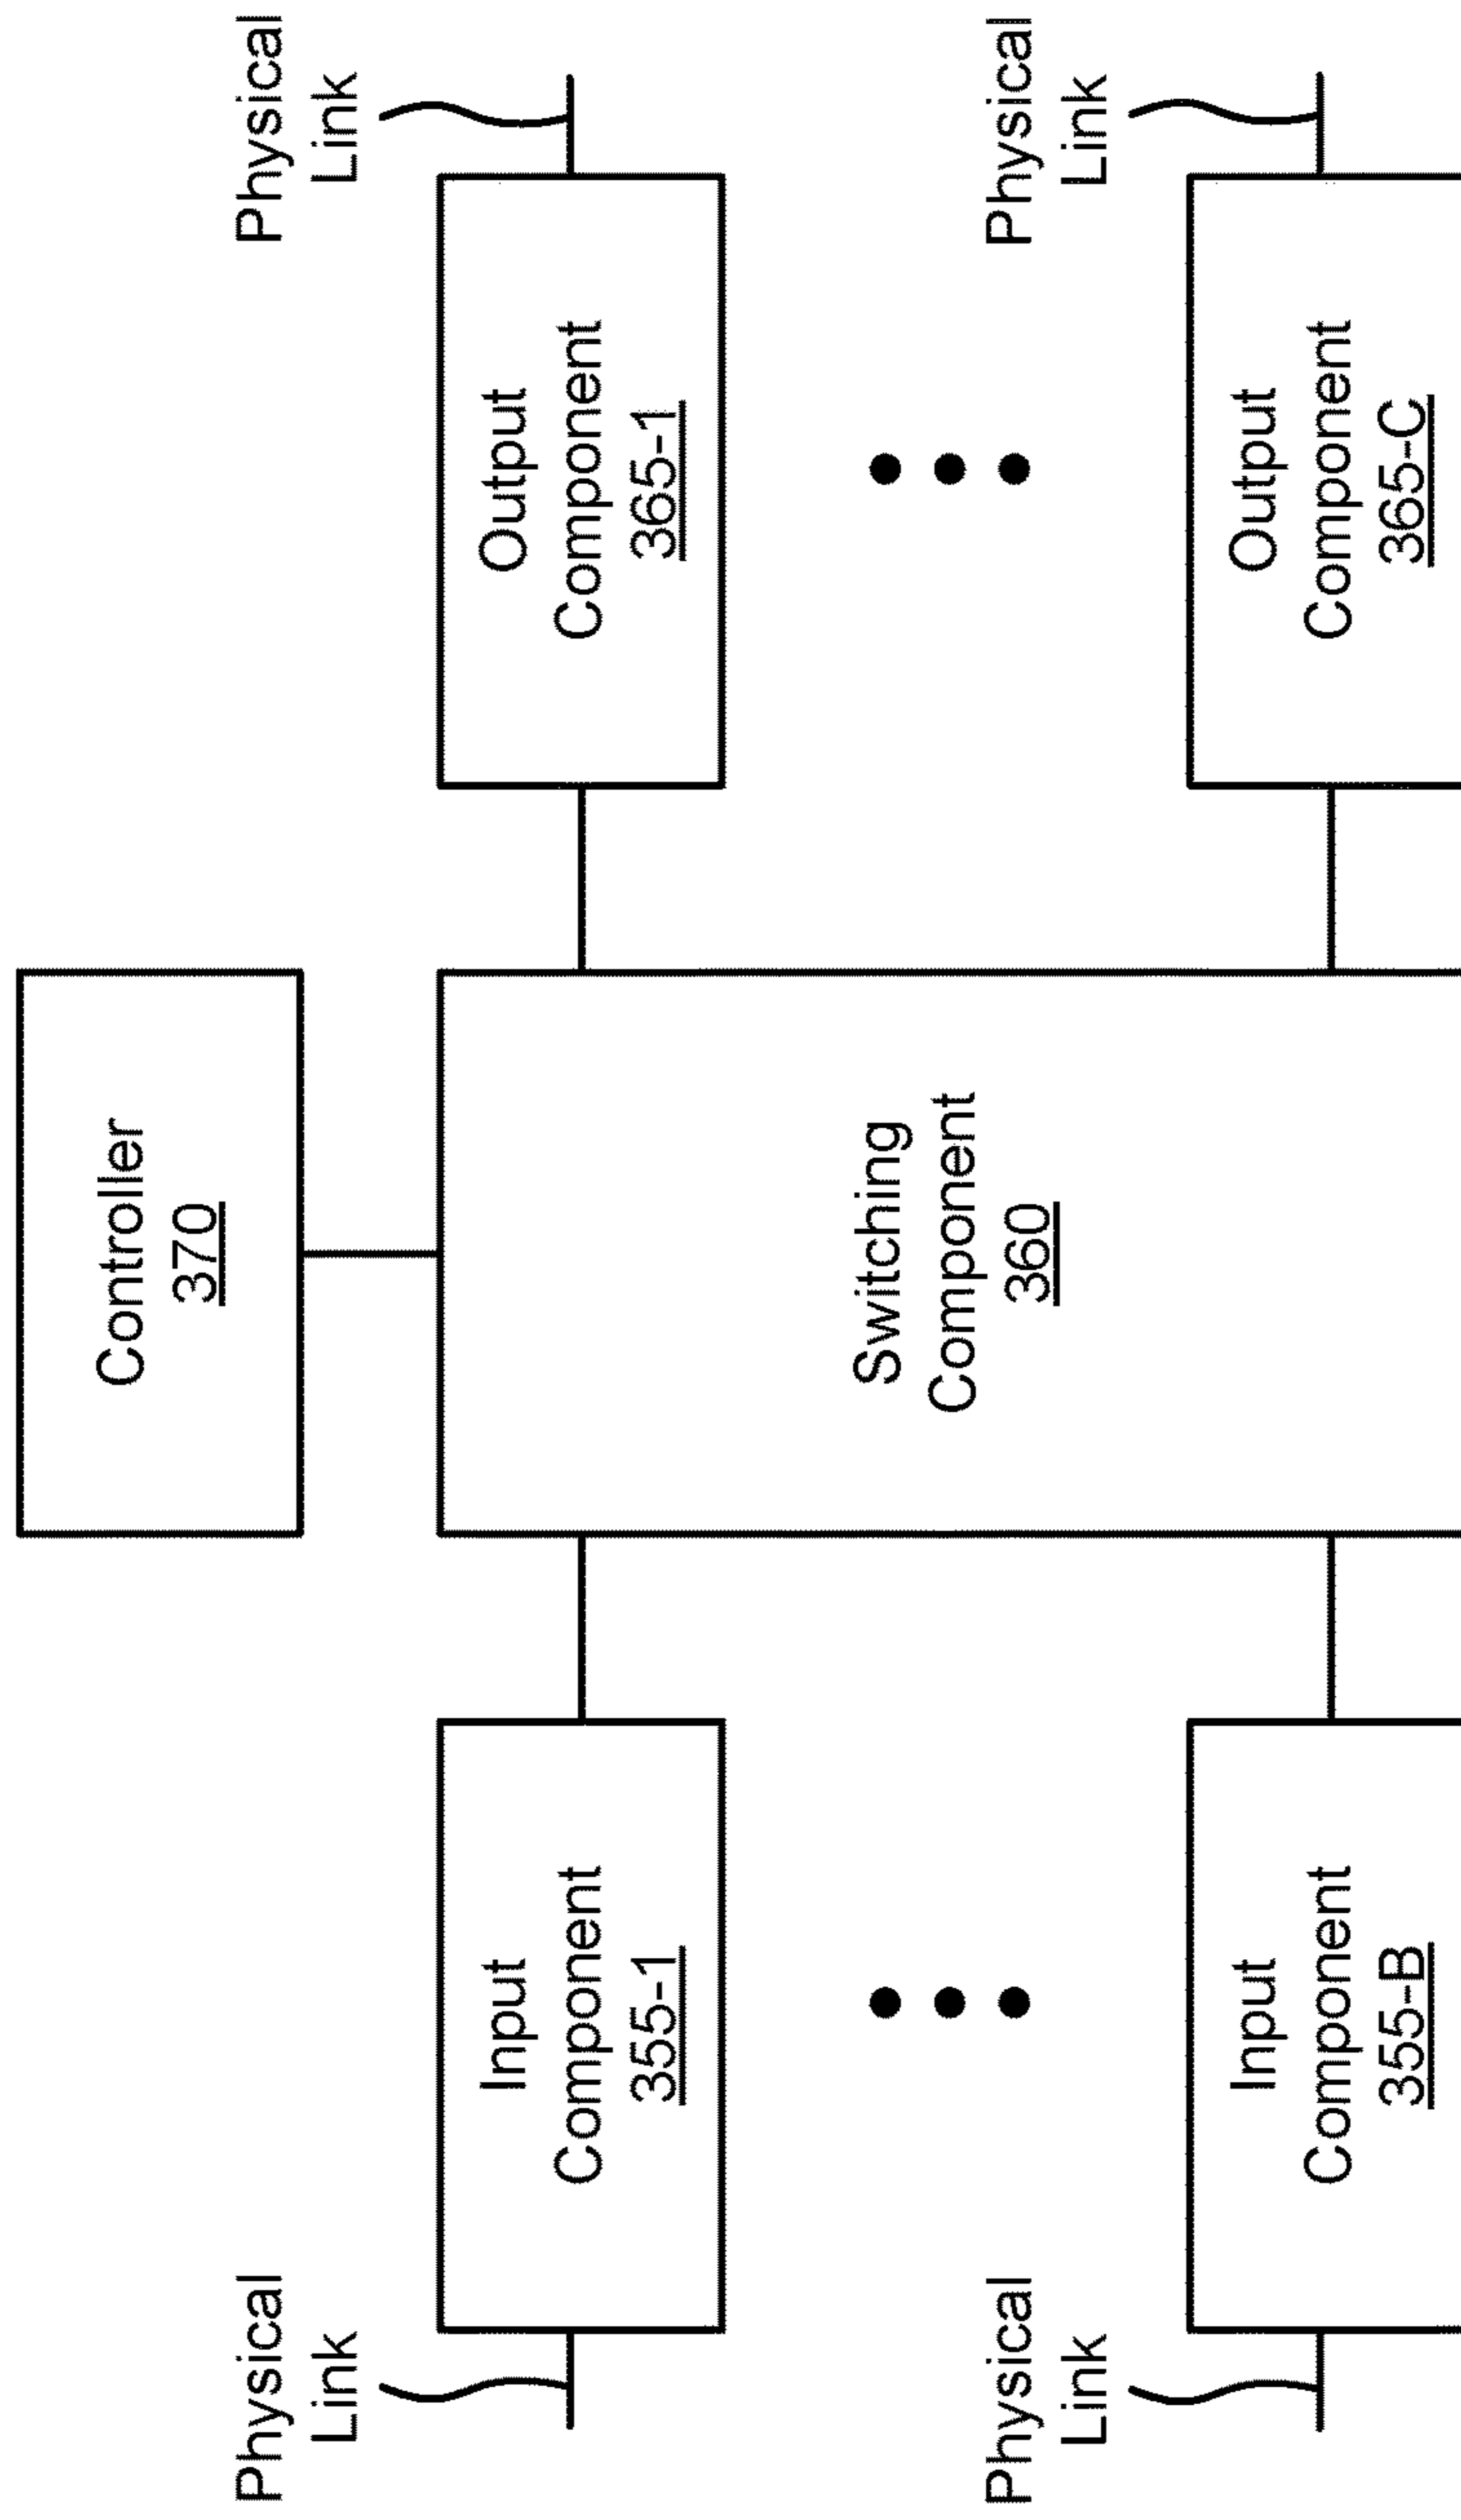 Controller
370
Physical
Link
Input
Component
355-1
Switching
Component
360
Output
Component
365-1
Physical
Link
Physical
Link
Input
Component
355-B
Output
Component
365-C
Physical
Link